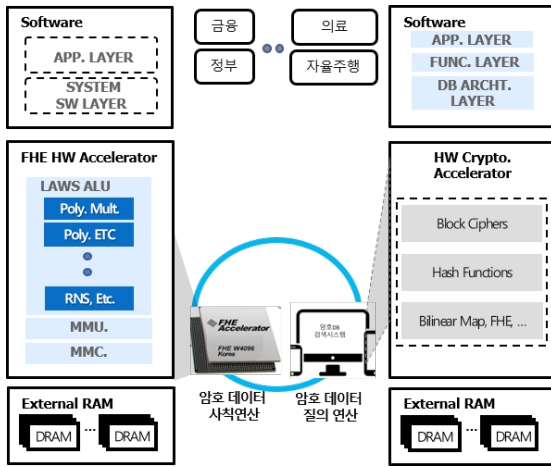 Software
APP. LAYER
SYSTEM
SW LAYER
금융
의료
정부
자율주행
Software
APP. LAYER
FUNC. LAYER
DB ARCHT.
LAYER
FHE HW Accelerator
LAWS ALU
Poly. Mult.
Poly. ETC
RNS, Etc.
MMU.
MMC.
FHE
Accelerator
FHE W4096
Korea
암호DB
검색시스템
암호 데이터
사칙연산
암호 데이터
질의 연산
HW Crypto.
Accelerator
Block Ciphers
Hash Functions
Bilinear Map, FHE, ...
External RAM
DRAM
...
DRAM
External RAM
DRAM
...
DRAM